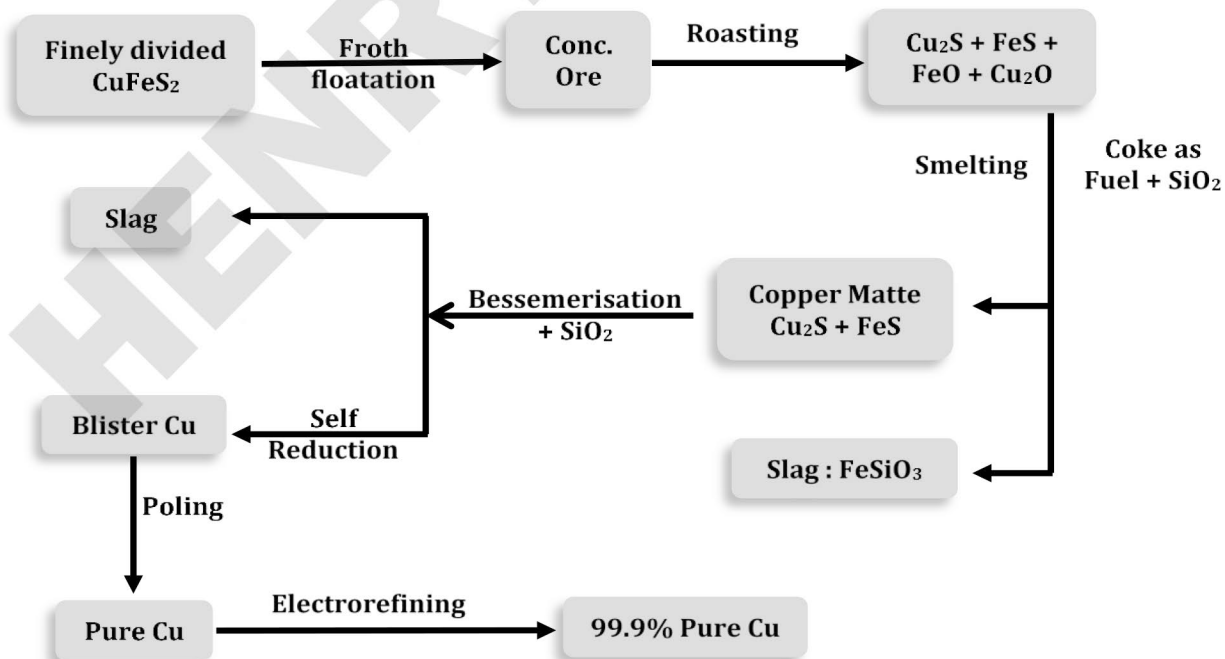 Finely divided
CuFeS₂
Froth
floatation
Conc.
Ore
Roasting
Cu₂S + FeS +
FeO + Cu₂O
Smelting
Coke as
Fuel + SiO₂
Slag
Bessemerisation
+ SiO₂
Copper Matte
Cu₂S + FeS
Blister Cu
Self
Reduction
Slag : FeSiO₃
Poling
Pure Cu
Electrorefining
99.9% Pure Cu
HENR